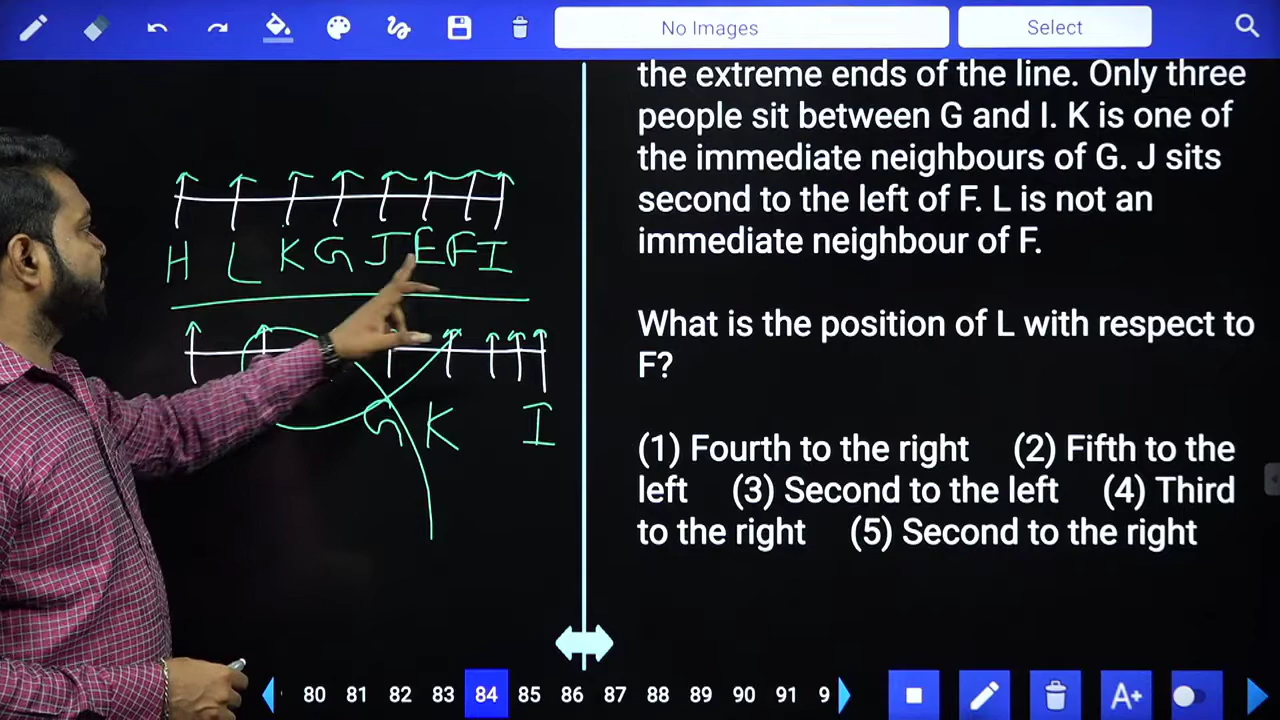 No Images
Select
the extreme ends of the line. Only three
people sit between G and I. K is one of
the immediate neighbours of G. J sits
second to the left of F. L is not an
immediate neighbour of F.
What is the position of L with respect to
F?
(1) Fourth to the right (2) Fifth to the
left (3) Second to the left (4) Third
to the right (5) Second to the right
H L K G J E F I
G K I
80 81 82 83 84 85 86 87 88 89 90 91 9
A+